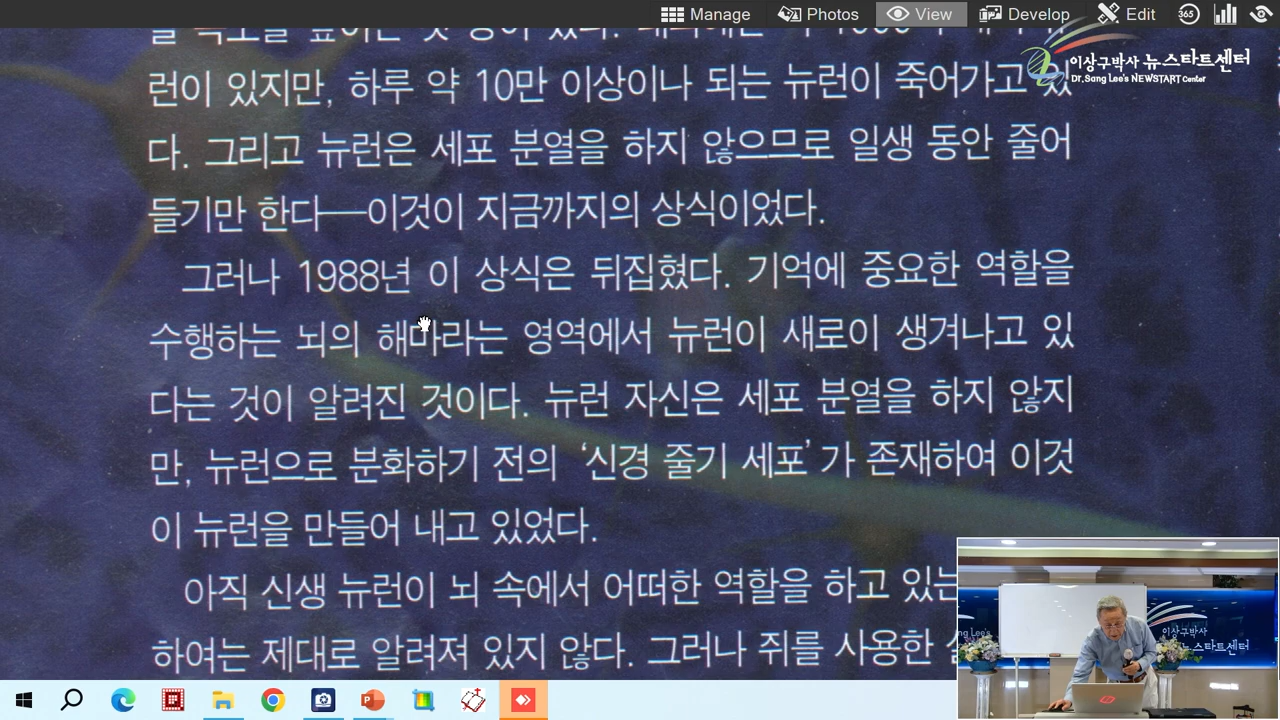 Manage Photos View Develop Edit 365
이상구박사 뉴스타트센터
Dr. Sang Lee's NEWSTART Center
런이 있지만, 하루 약 10만 이상이나 되는 뉴런이 죽어가고 있
다. 그리고 뉴런은 세포 분열을 하지 않으므로 일생 동안 줄어
들기만 한다—이것이 지금까지의 상식이었다.
그러나 1988년 이 상식은 뒤집혔다. 기억에 중요한 역할을
수행하는 뇌의 해마라는 영역에서 뉴런이 새로이 생겨나고 있
다는 것이 알려진 것이다. 뉴런 자신은 세포 분열을 하지 않지
만, 뉴런으로 분화하기 전의 ‘신경 줄기 세포’가 존재하여 이것
이 뉴런을 만들어 내고 있었다.
아직 신생 뉴런이 뇌 속에서 어떠한 역할을 하고 있는
하여는 제대로 알려져 있지 않다. 그러나 쥐를 사용한
이상구박사
뉴스타트센터